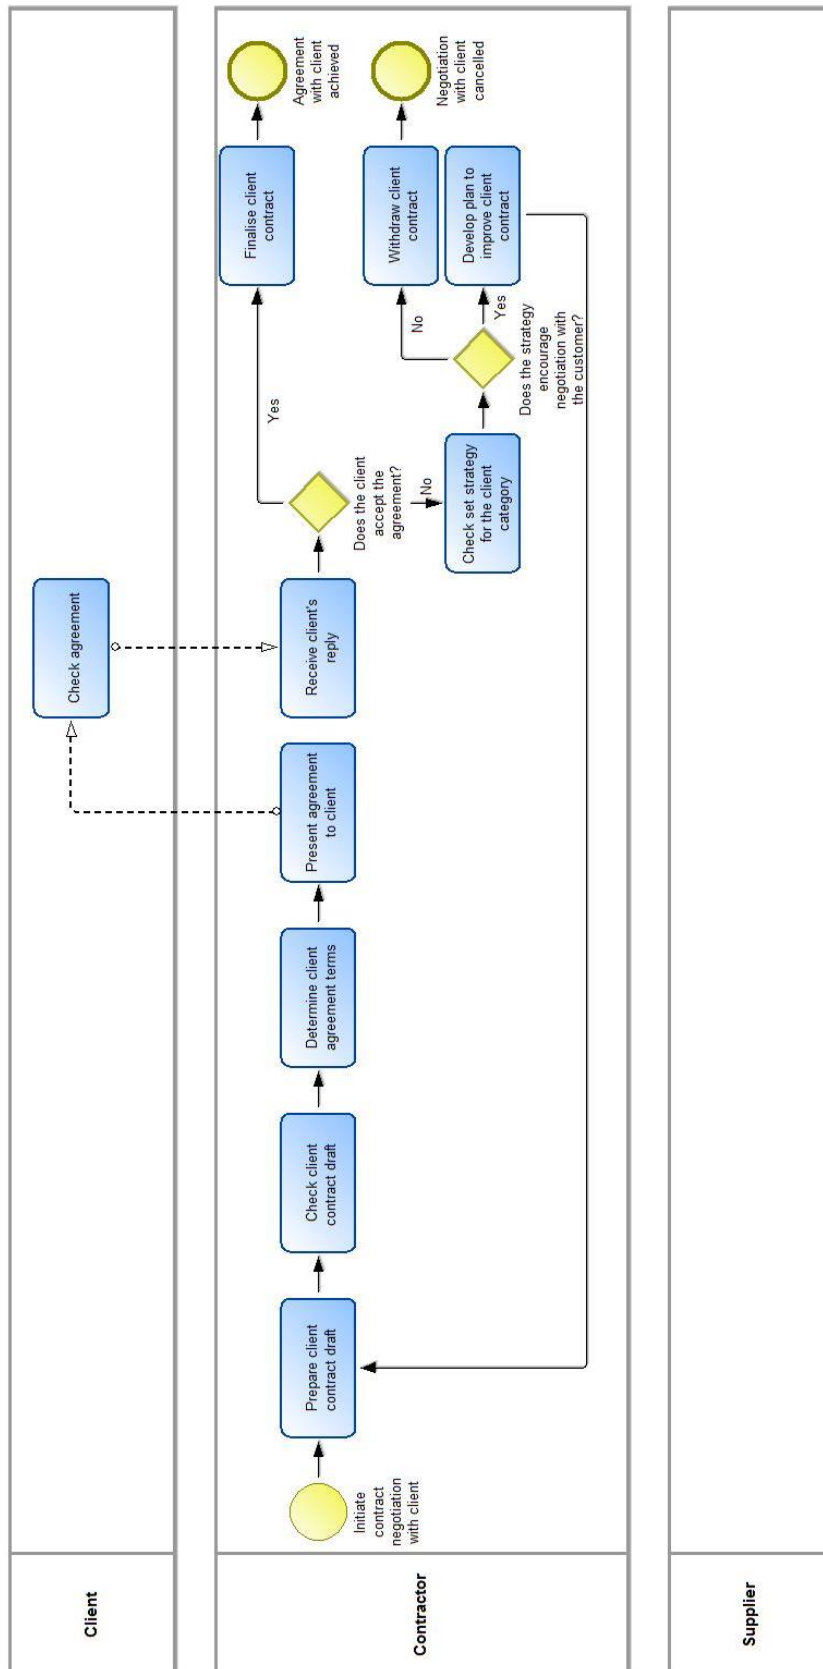 Client
Check agreement
Contractor
Initiate
contract
negotiation
with client
Prepare client
contract draft
Check client
contract draft
Determine client
agreement terms
Present agreement
to client
Receive client's
reply
Does the client
accept the
agreement?
Yes
Finalise client
contract
Agreement
with client
achieved
No
Check set strategy
for the client
category
Does the strategy
encourage
negotiation with
the customer?
No
Withdraw client
contract
Negotiation
with client
cancelled
Yes
Develop plan to
improve client
contract
Supplier